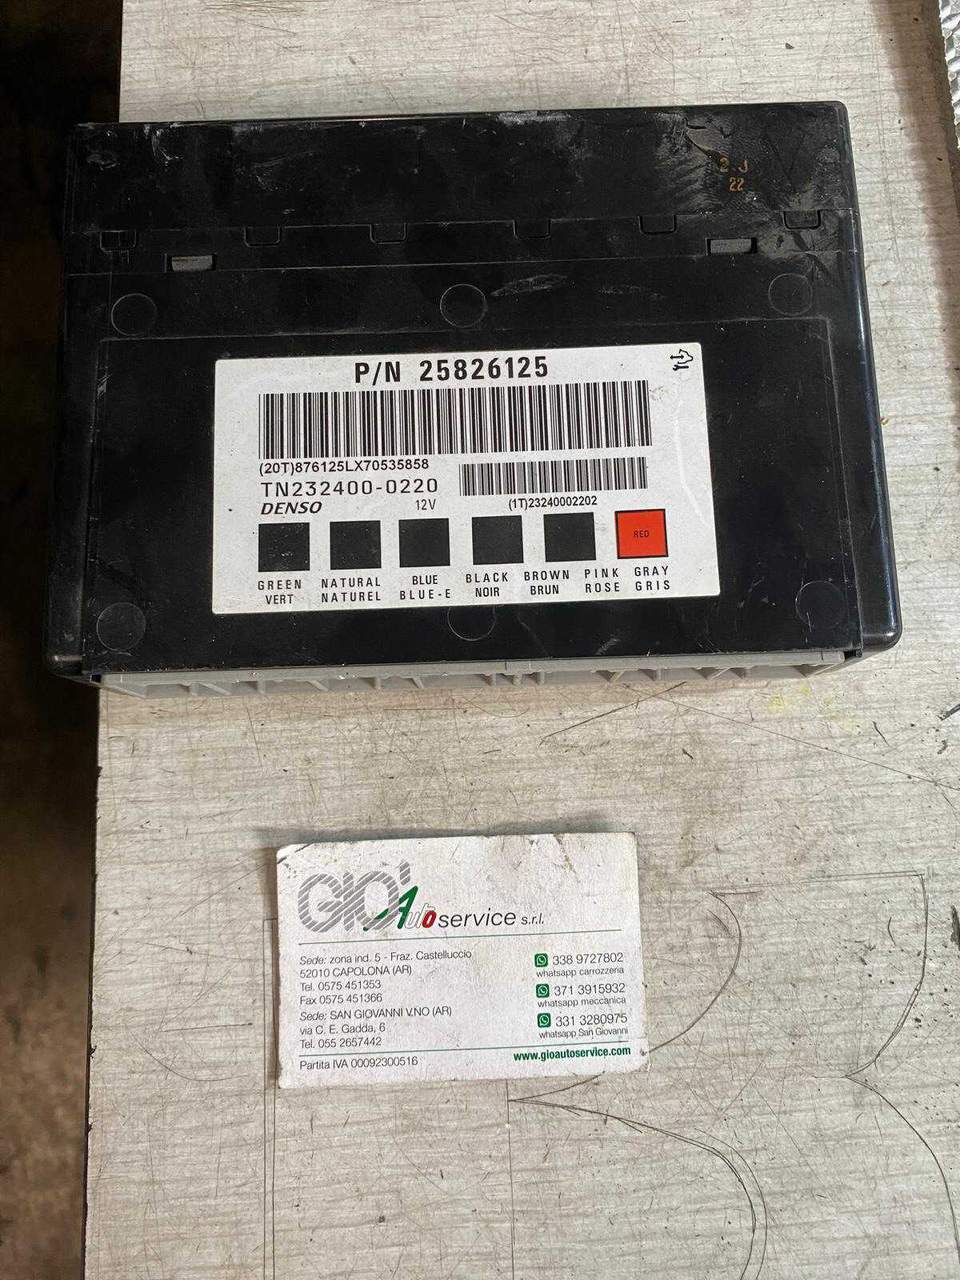 22
P/N 25826125
(20T)876125LX70535858
TN232400-0220
DENSO
12V
(1T)23240002202
RED
GREEN NATURAL BLUE BLACK BROWN PINK GRAY
VERT NATUREL BLUE-E NOIR BRUN ROSE GRIS
GIO' Auto service s.r.l.
Sede: zona ind. 5 - Fraz. Castelluccio
52010 CAPOLONA (AR)
Tel. 0575 451353
Fax 0575 451366
Sede: SAN GIOVANNI V.NO (AR)
via C. E. Gadda, 6
Tel. 055 2657442
Partita IVA 00092300516
338 9727802
whatsapp carrozzeria
371 3915932
whatsapp meccanica
331 3280975
whatsapp San Giovanni
www.gioautoservice.com